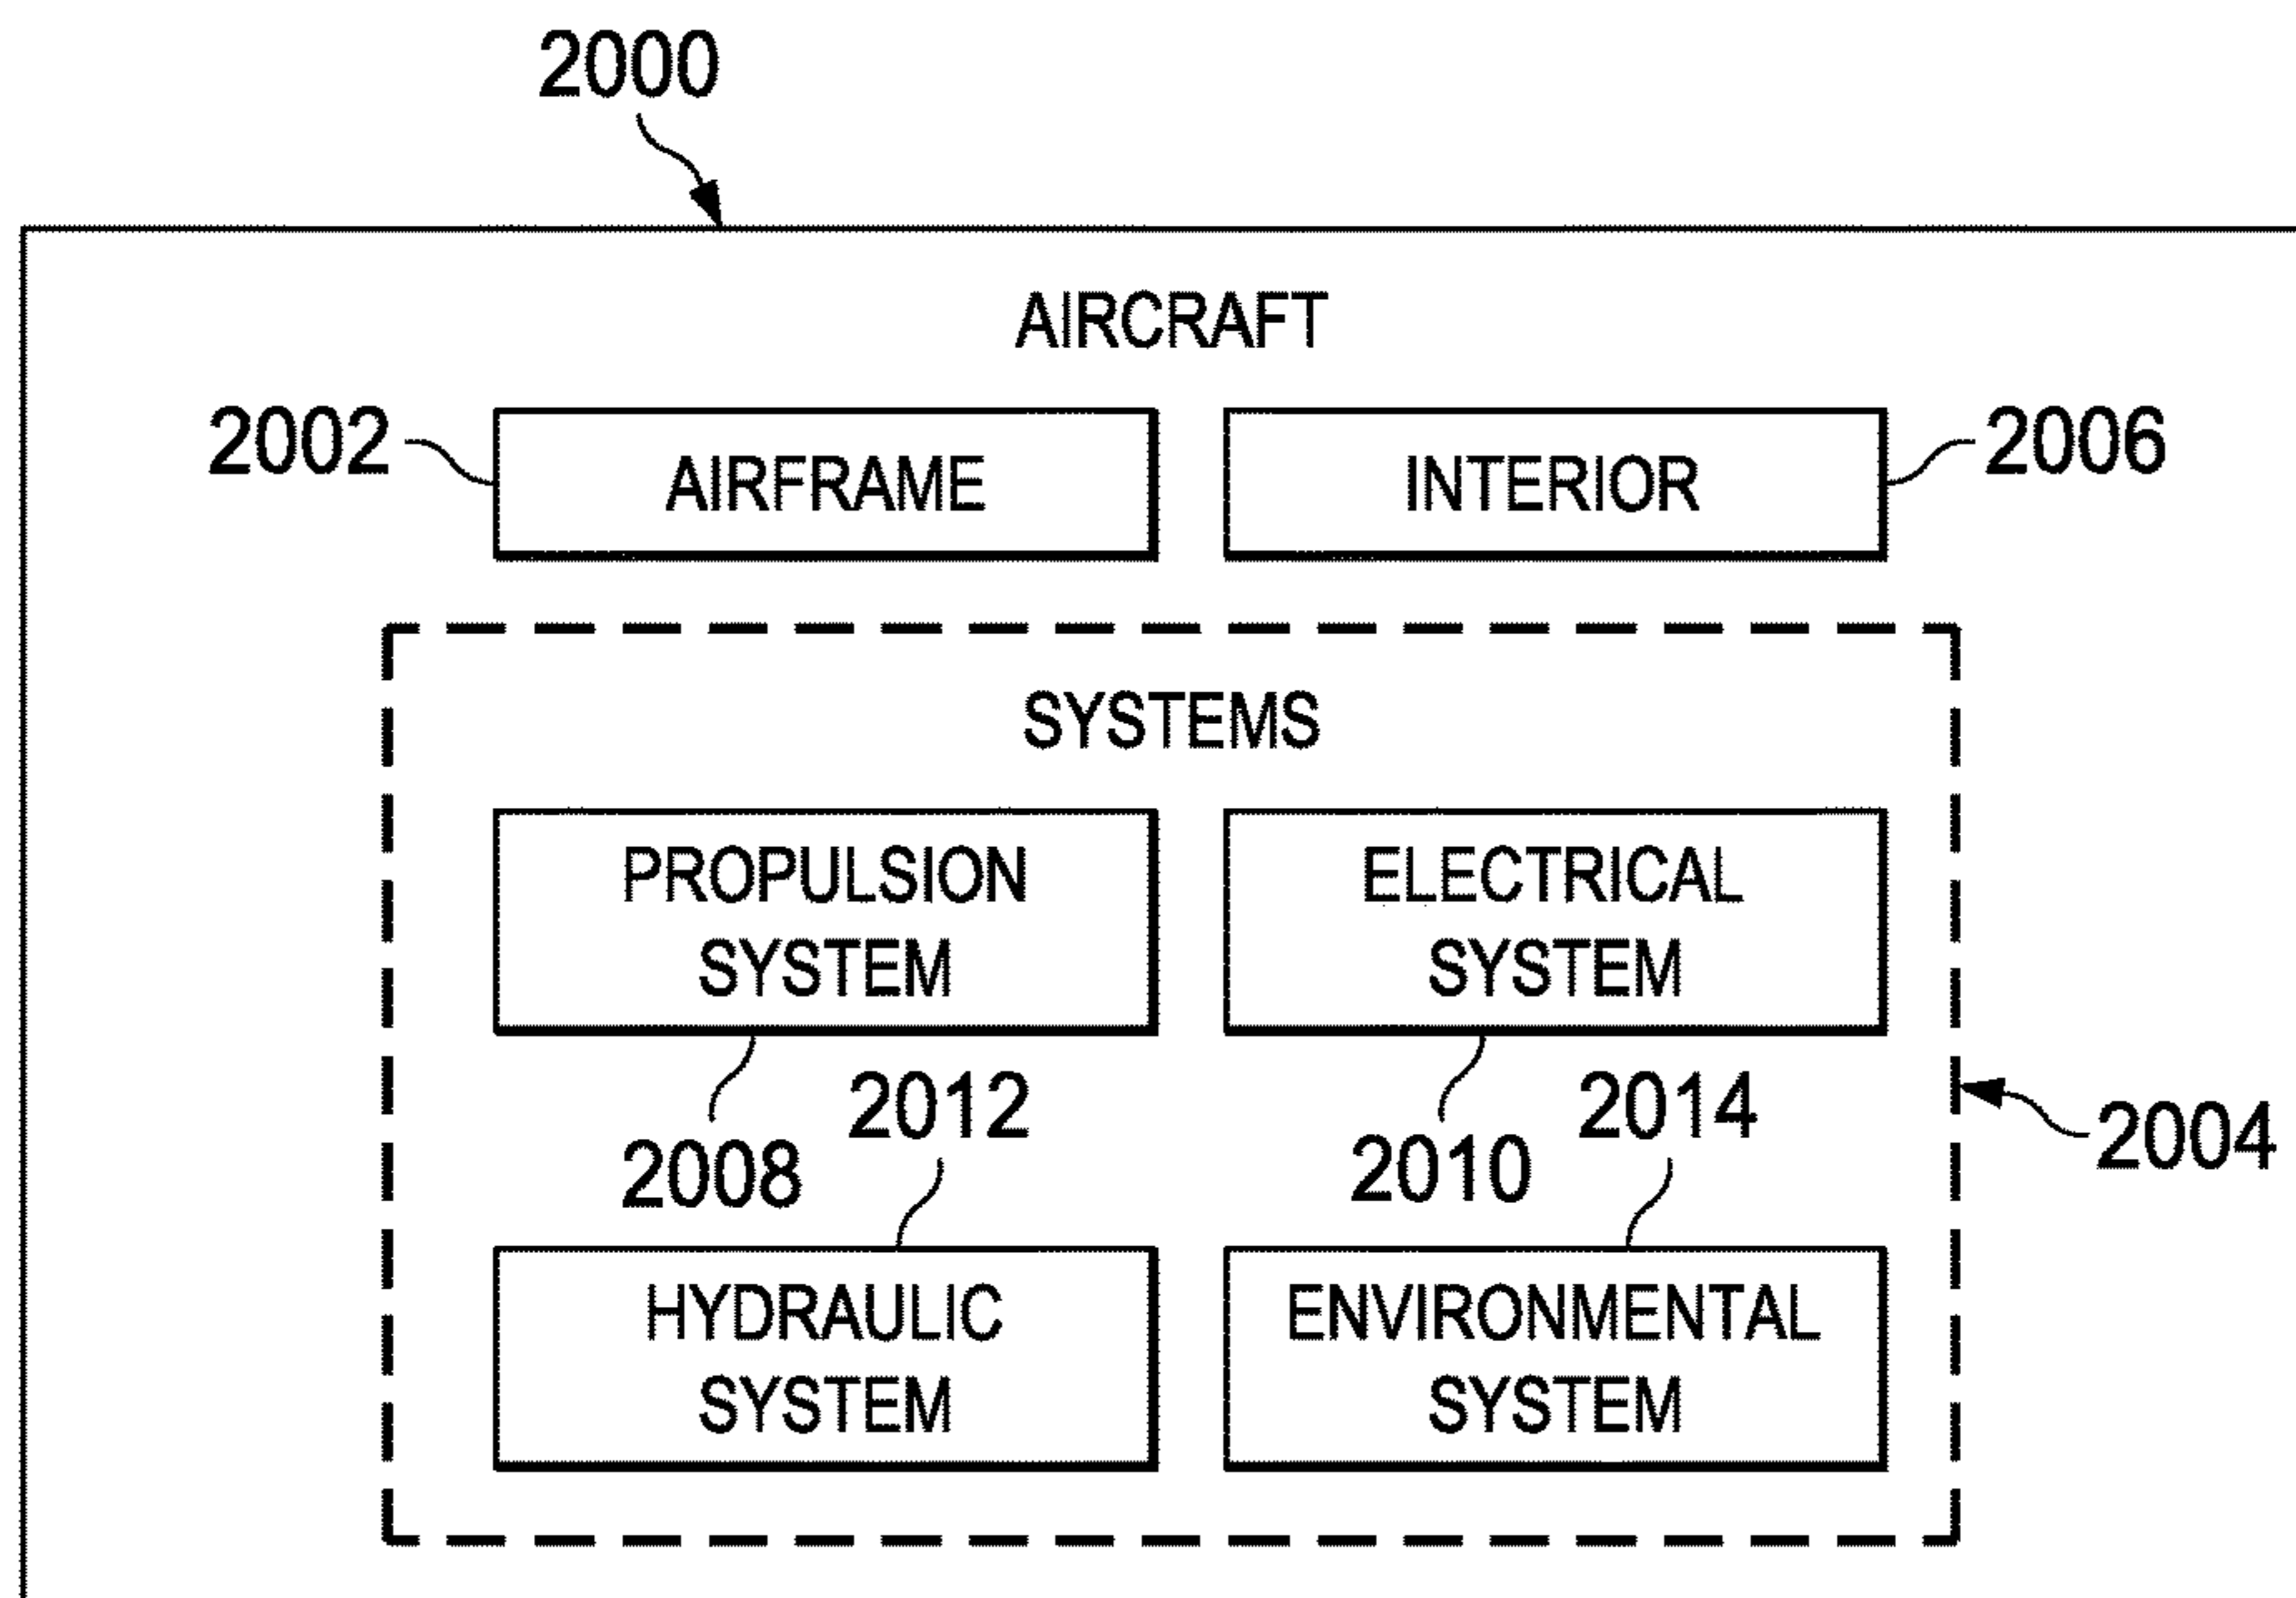 2000
AIRCRAFT
2002
AIRFRAME
INTERIOR
2006
SYSTEMS
PROPULSION
SYSTEM
ELECTRICAL
SYSTEM
2008
2012
2010
2014
2004
HYDRAULIC
SYSTEM
ENVIRONMENTAL
SYSTEM